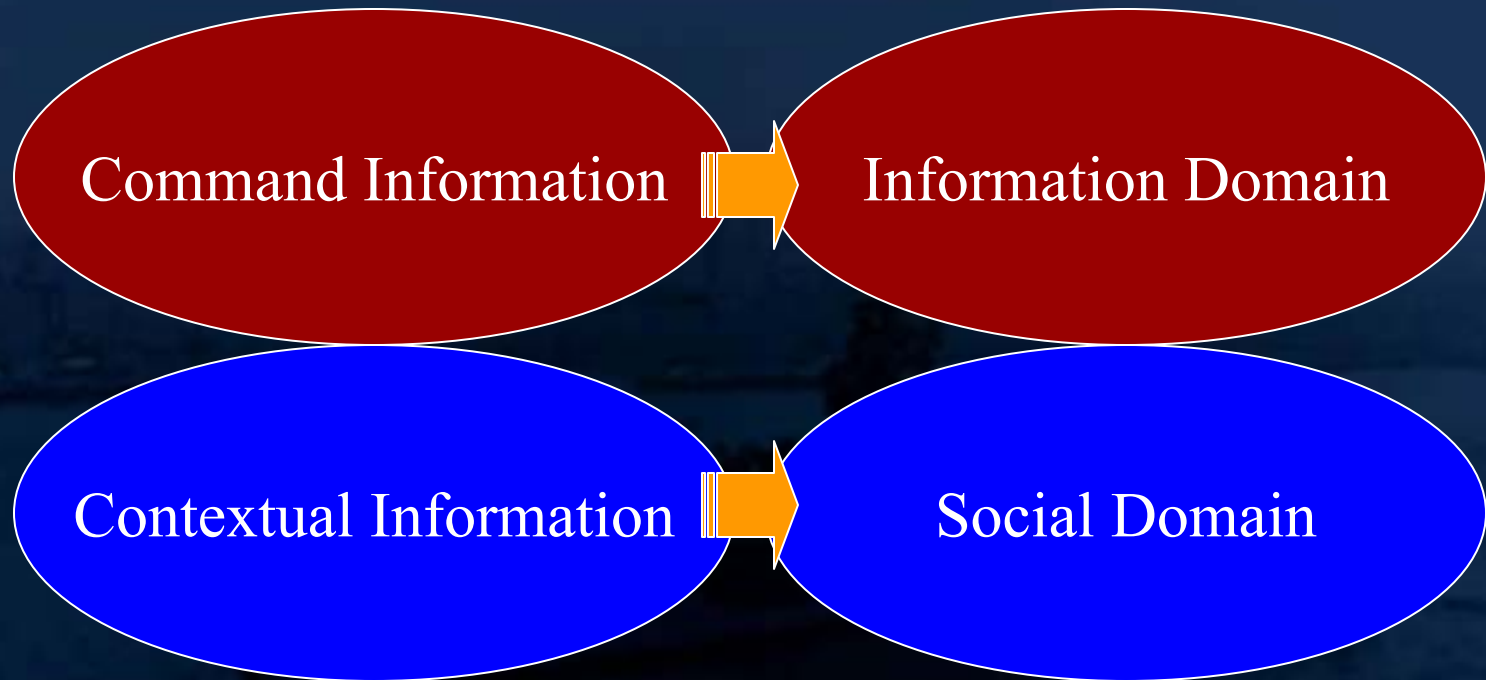 Command Information
Information Domain
Contextual Information
Social Domain